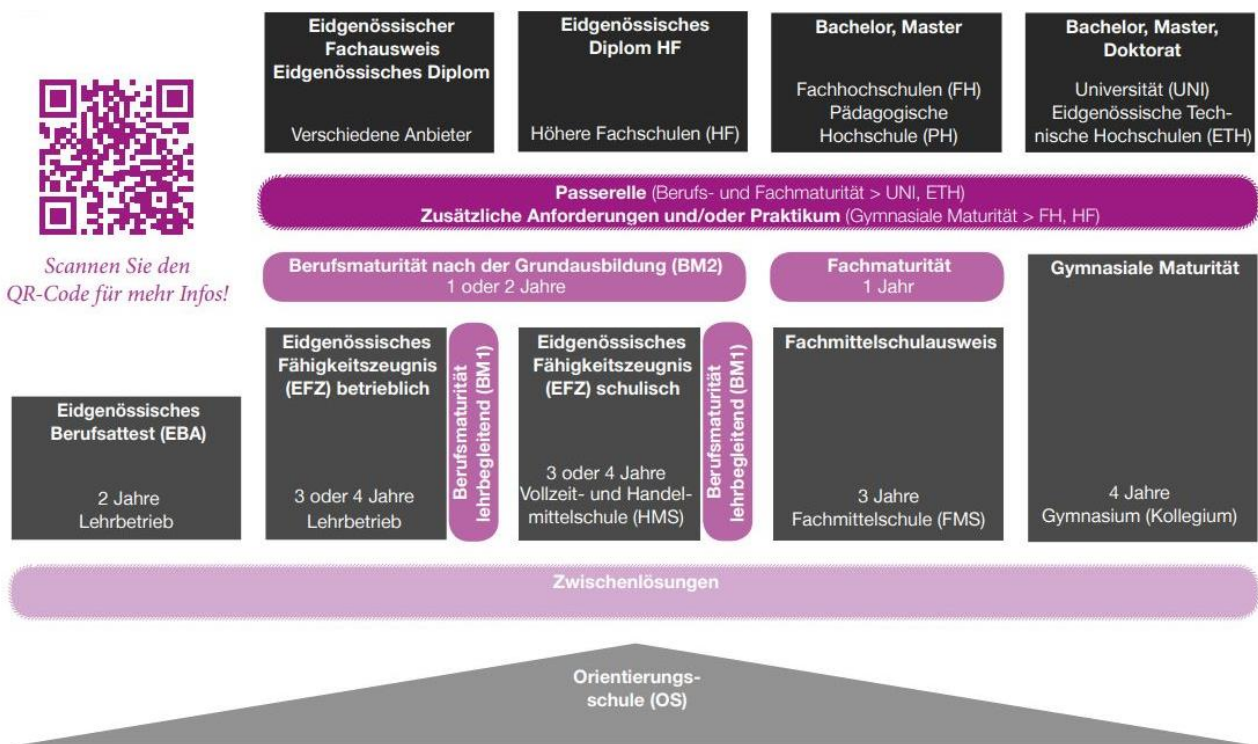 Eidgenössischer
Fachausweis
Eidgenössisches Diplom
Verschiedene Anbieter
Eidgenössisches
Diplom HF
Höhere Fachschulen (HF)
Bachelor, Master
Fachhochschulen (FH)
Pädagogische
Hochschule (PH)
Bachelor, Master,
Doktorat
Universität (UNI)
Eidgenössische Tech-
nische Hochschulen (ETH)
Passerelle (Berufs- und Fachmaturität > UNI, ETH)
Zusätzliche Anforderungen und/oder Praktikum (Gymnasiale Maturität > FH, HF)
Scannen Sie den
QR-Code für mehr Infos!
Berufsmaturität nach der Grundausbildung (BM2)
1 oder 2 Jahre
Fachmaturität
1 Jahr
Gymnasiale Maturität
4 Jahre
Gymnasium (Kollegium)
Eidgenössisches
Berufsattest (EBA)
2 Jahre
Lehrbetrieb
Eidgenössisches
Fähigkeitszeugnis
(EFZ) betrieblich
3 oder 4 Jahre
Lehrbetrieb
Berufsmaturität
lehrbegleitend (BM1)
Eidgenössisches
Fähigkeitszeugnis
(EFZ) schulisch
3 oder 4 Jahre
Vollzeit- und Handel-
mittelschule (HMS)
Berufsmaturität
lehrbegleitend (BM1)
Fachmittelschulausweis
3 Jahre
Fachmittelschule (FMS)
Zwischenlösungen
Orientierungs-
schule (OS)